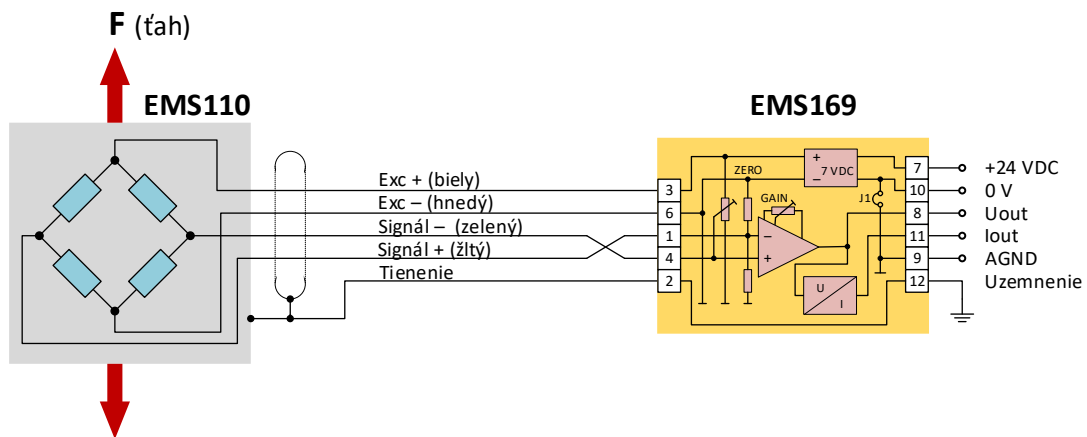 F (ťah)
EMS110
EMS169
Exc + (biely)
Exc – (hnedý)
Signál – (zelený)
Signál + (žltý)
Tienenie
3
6
1
4
2
ZERO
GAIN
+
–
7 VDC
J1
–
+
U
I
7
10
8
11
9
12
+24 VDC
0 V
Uout
Iout
AGND
Uzemnenie